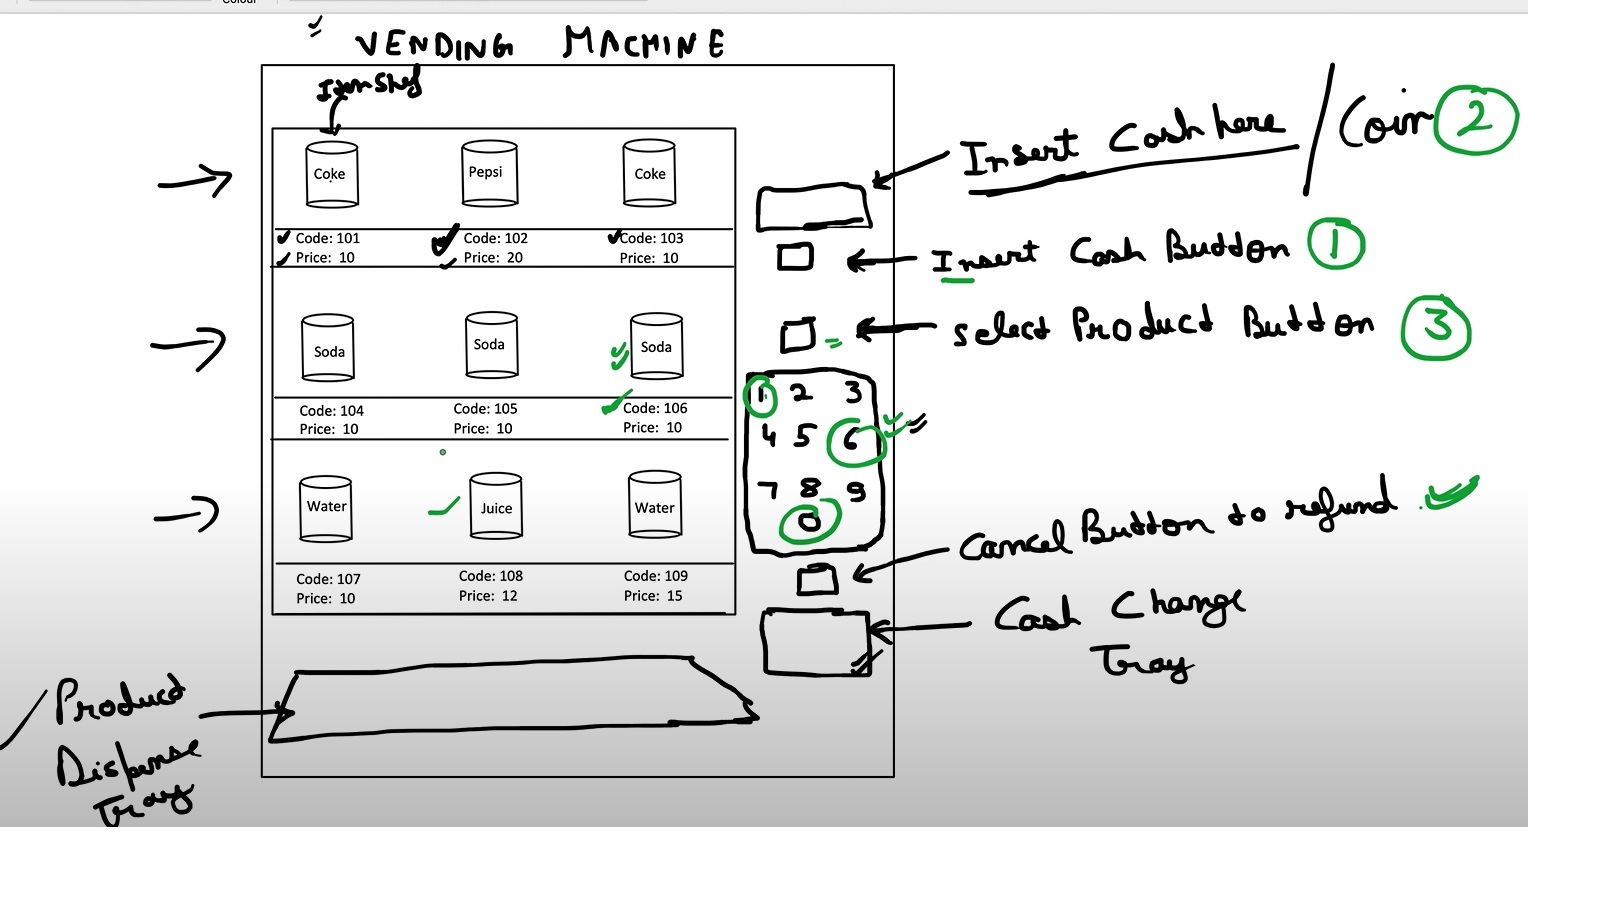 Colour
VENDING MACHINE
Item Shelf
Coke Pepsi Coke
Code: 101 Code: 102 Code: 103
Price: 10 Price: 20 Price: 10
Soda Soda Soda
Code: 104 Code: 105 Code: 106
Price: 10 Price: 10 Price: 10
Water Juice Water
Code: 107 Code: 108 Code: 109
Price: 10 Price: 12 Price: 15
Insert Cash here / Coin 2
Insert Cash Button 1
Select Product Button 3
1 2 3
4 5 6
7 8 9
0
Cancel Button to refund
Cash Change
Tray
Product
Dispense
Tray